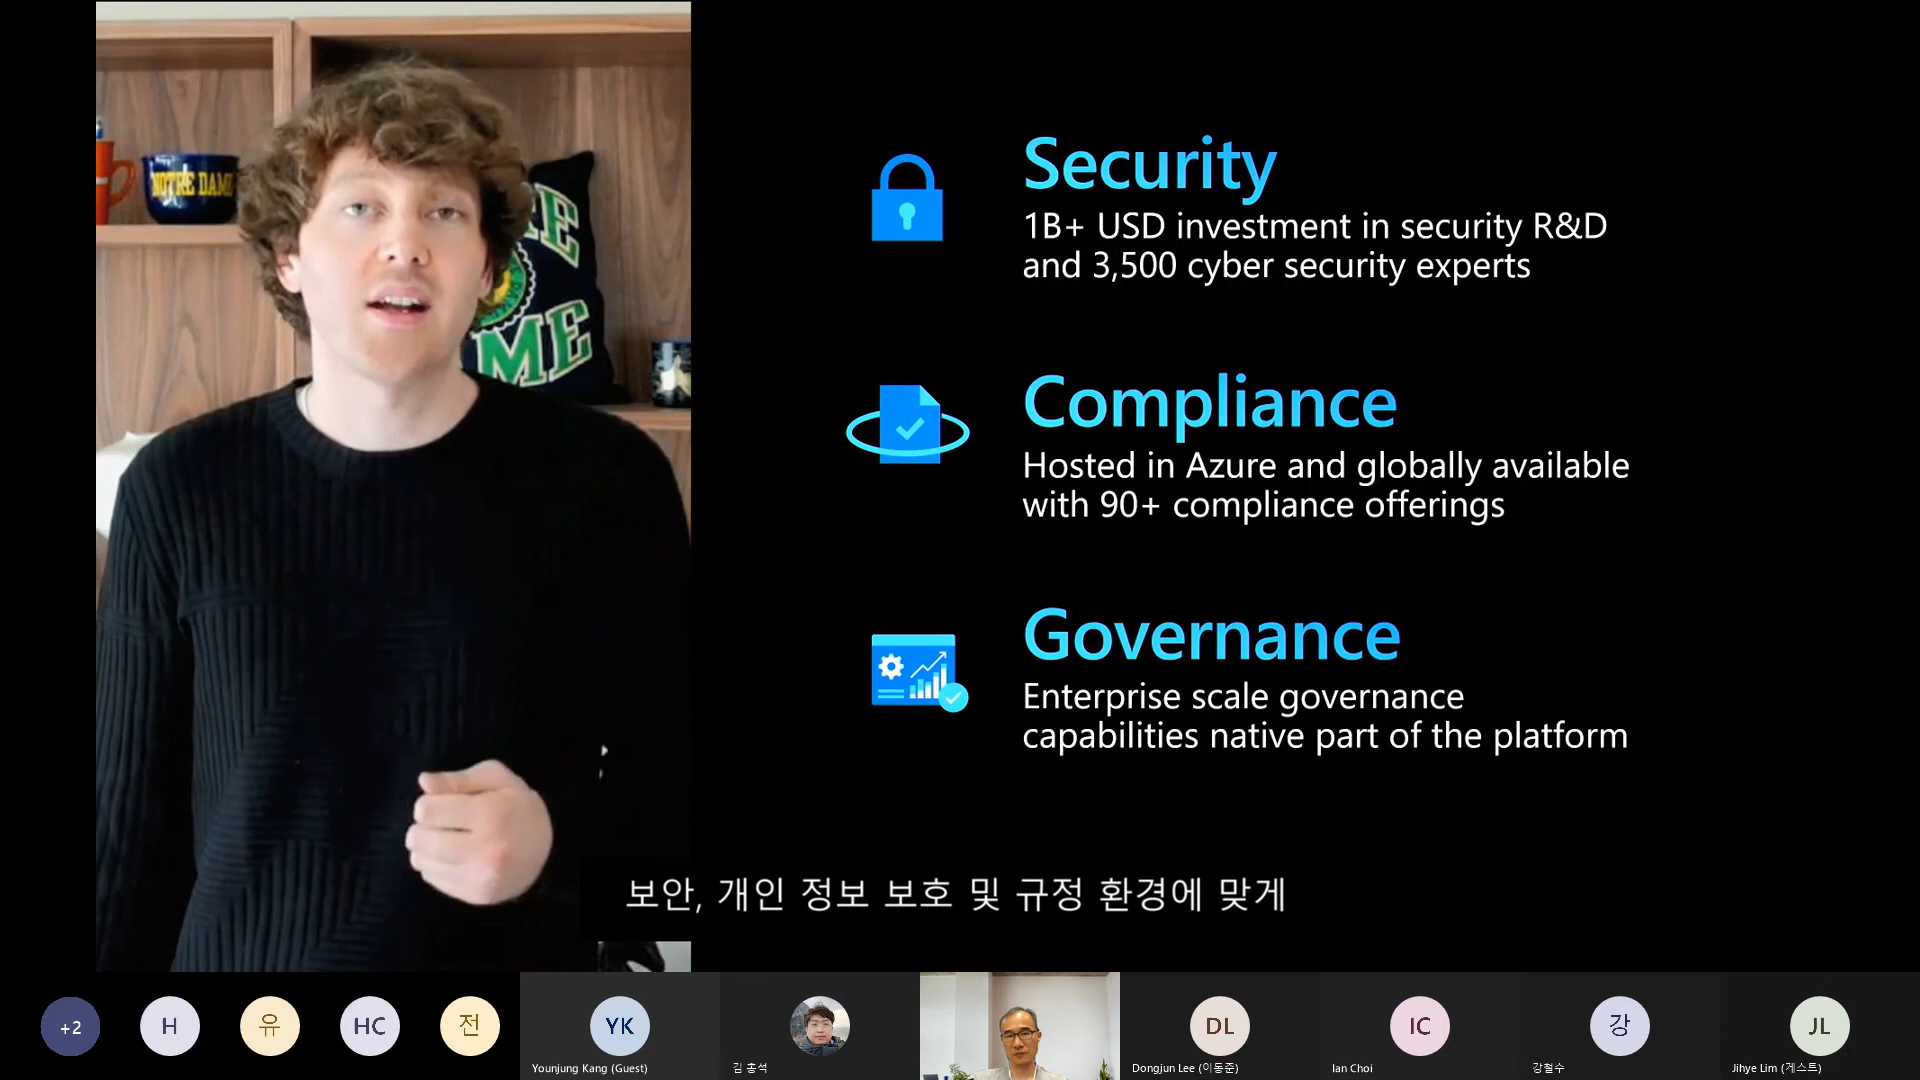 NOTRE DAME
ME
Security
1B+ USD investment in security R&D
and 3,500 cyber security experts
Compliance
Hosted in Azure and globally available
with 90+ compliance offerings
Governance
Enterprise scale governance
capabilities native part of the platform
보안, 개인 정보 보호 및 규정 환경에 맞게
+2
H
유
HC
전
YK
DL
IC
강
JL
Younjung Kang (Guest)
김 홍석
Dongjun Lee (이동준)
Ian Choi
강철수
Jihye Lim (게스트)